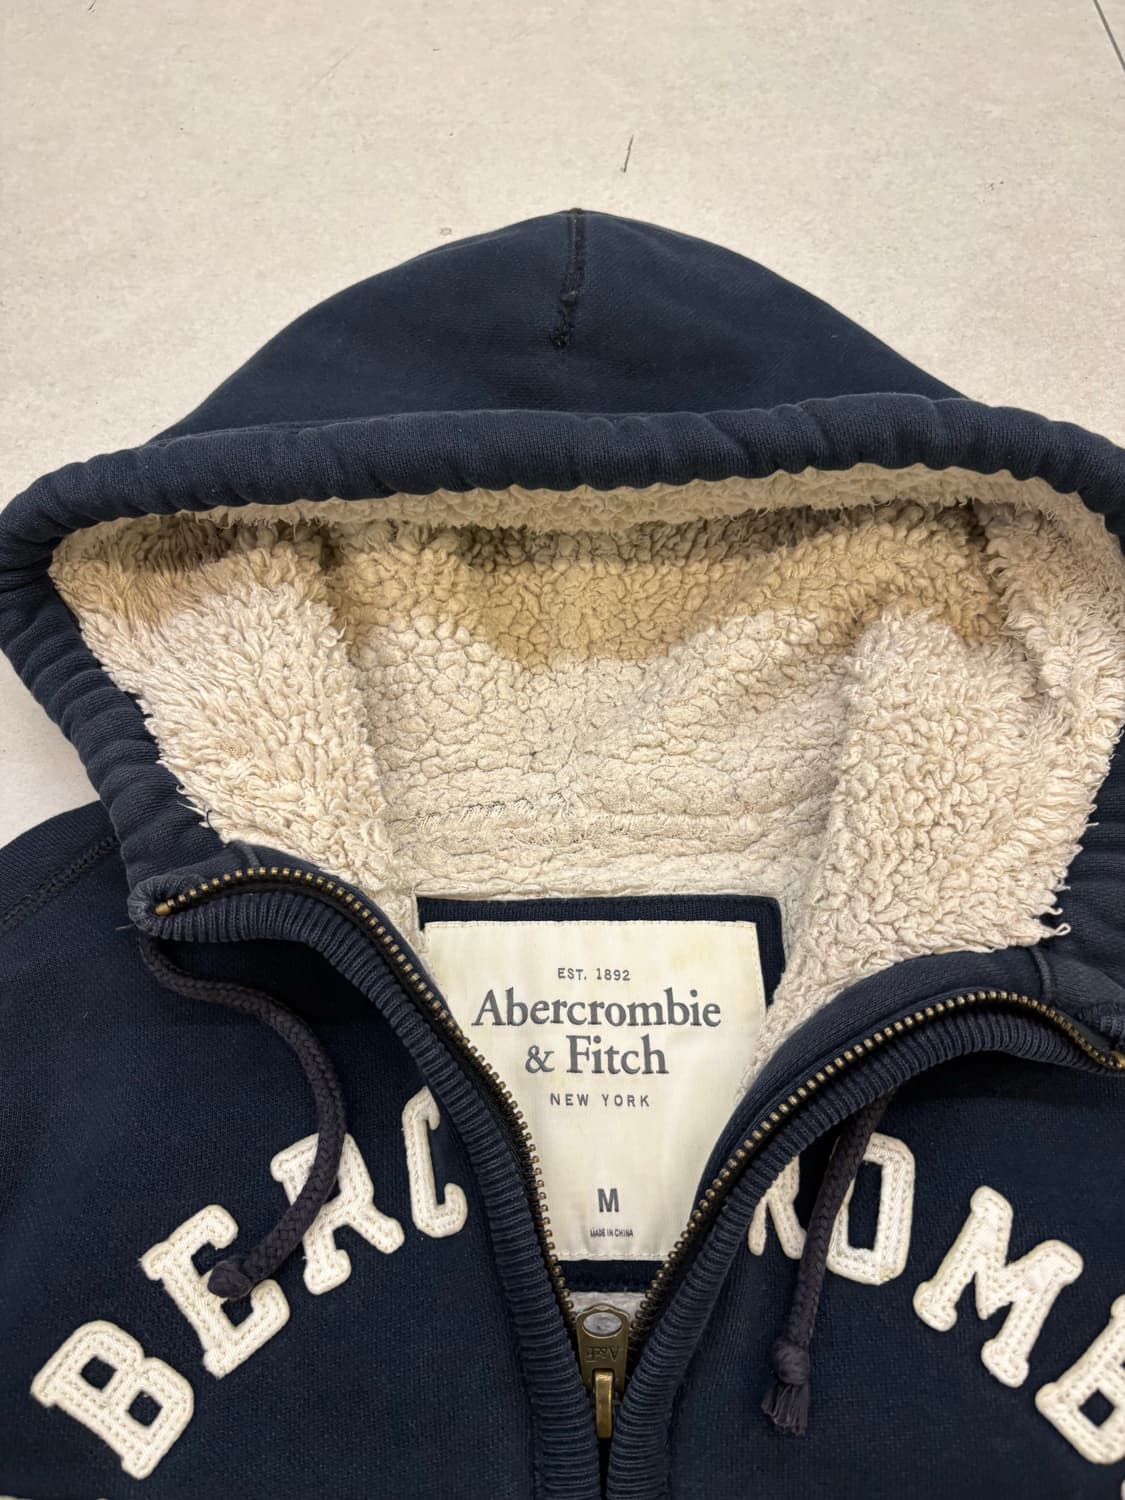 EST. 1892
Abercrombie
& Fitch
NEW YORK
M
MADE IN CHINA
A&F
BERC ROMB